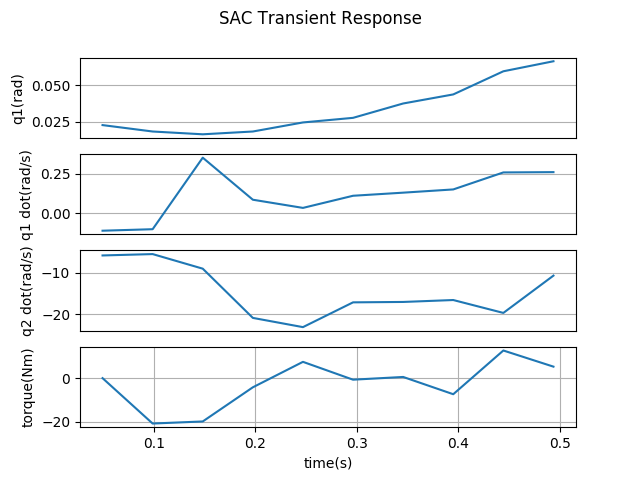 SAC Transient Response
q1(rad)
0.050
0.025
q1 dot(rad/s)
0.25
0.00
q2 dot(rad/s)
−10
−20
torque(Nm)
0
−20
0.1 0.2 0.3 0.4 0.5
time(s)